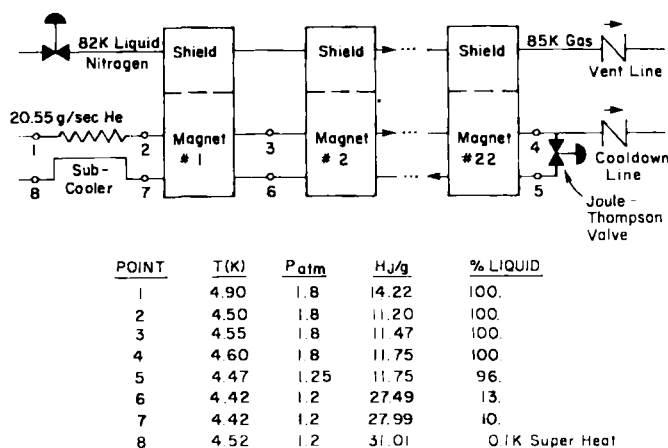 82K Liquid
Nitrogen
Shield
Shield
Shield
85K Gas
Vent Line
20.55 g/sec He
1
2
Magnet
# 1
3
Magnet
# 2
Magnet
#22
4
Cooldown
Line
8
Sub-
Cooler
7
6
5
Joule -
Thompson
Valve
POINT T(K) Patm HJ/g % LIQUID
1 4.90 1.8 14.22 100.
2 4.50 1.8 11.20 100.
3 4.55 1.8 11.47 100.
4 4.60 1.8 11.75 100.
5 4.47 1.25 11.75 96.
6 4.42 1.2 27.49 13.
7 4.42 1.2 27.99 10.
8 4.52 1.2 31.01 0.1K Super Heat